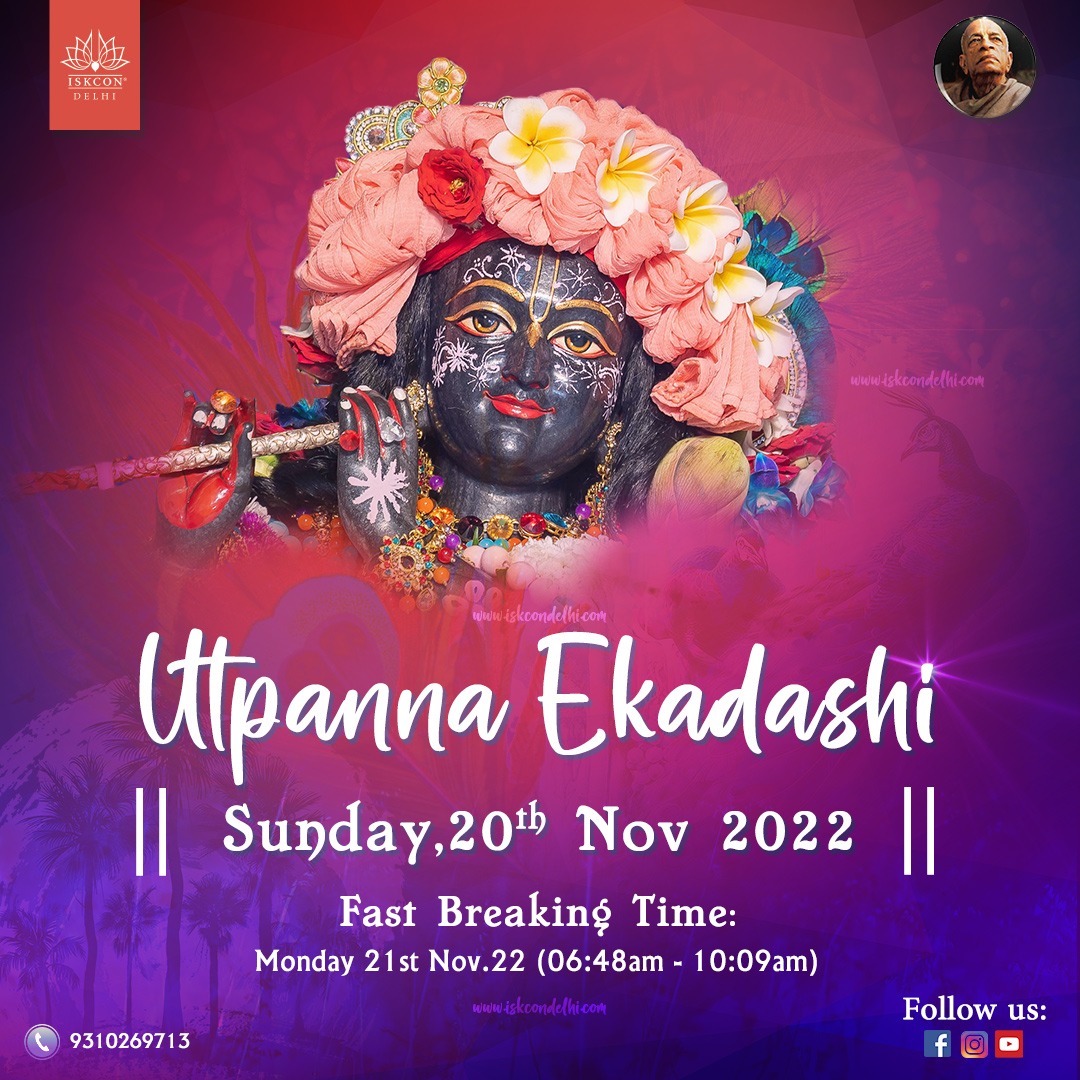 ISKCON®
DELHI
www.iskcondelhi.com
www.iskcondelhi.com
Utpanna Ekadashi
|| Sunday,20th Nov 2022 ||
Fast Breaking Time:
Monday 21st Nov.22 (06:48am - 10:09am)
www.iskcondelhi.com
Follow us:
9310269713